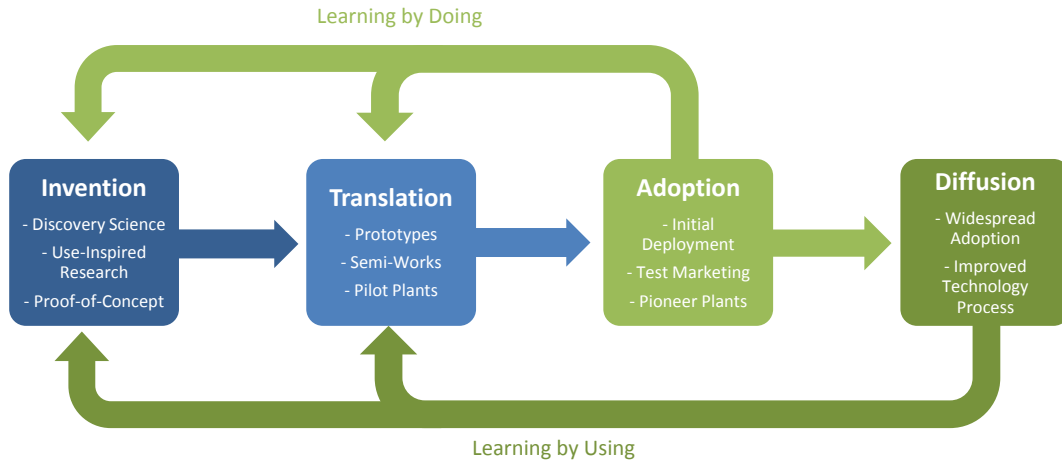 Learning by Doing
Invention
- Discovery Science
- Use-Inspired
Research
- Proof-of-Concept
Translation
- Prototypes
- Semi-Works
- Pilot Plants
Adoption
- Initial
Deployment
- Test Marketing
- Pioneer Plants
Diffusion
- Widespread
Adoption
- Improved
Technology
Process
Learning by Using